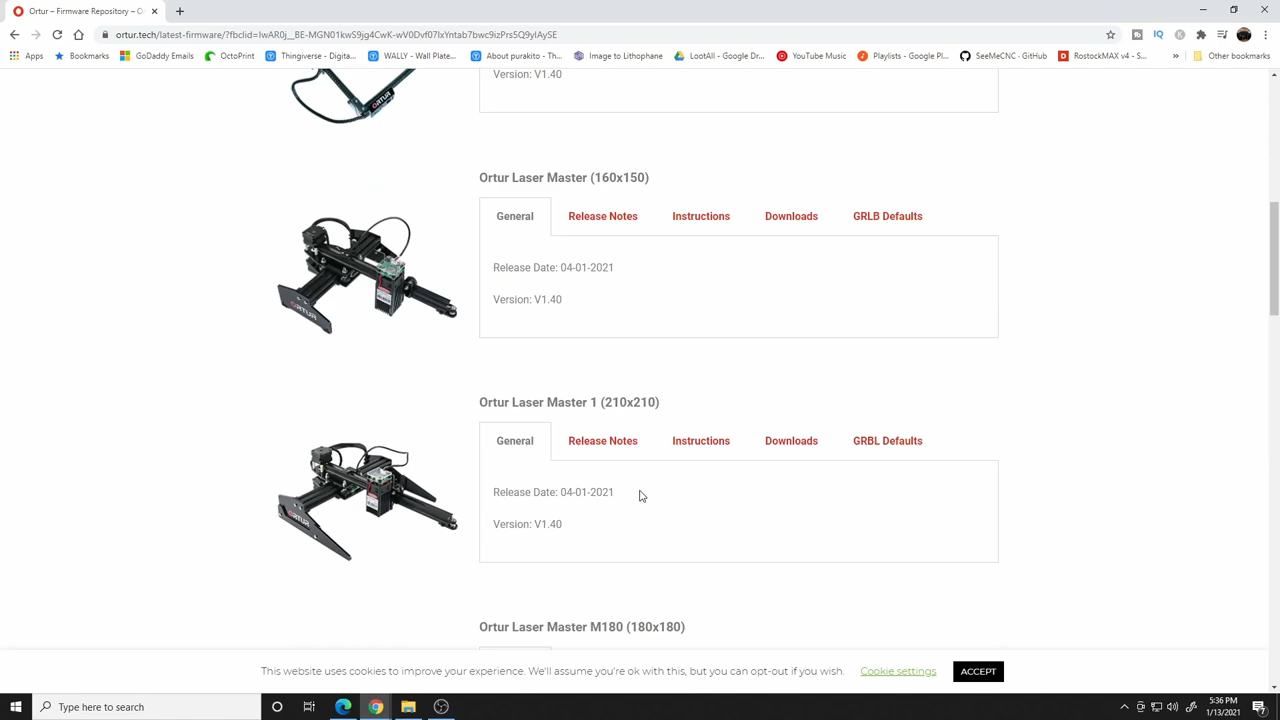 Ortur – Firmware Repository – O
ortur.tech/latest-firmware/?fbclid=IwAR0j__BE-MGN01kwS9jg4CwK-wV0Dvf07IxYntab7bwc9izPrs5Q9yIAySE
Apps Bookmarks GoDaddy Emails OctoPrint Thingiverse - Digita... WALLY - Wall Plate... About purakito - Th... Image to Lithophane LootAll - Google Dr... YouTube Music Playlists - Google Pl... SeeMeCNC · GitHub RostockMAX v4 – S... » Other bookmarks
Version: V1.40
ORTUR
Ortur Laser Master (160x150)
General Release Notes Instructions Downloads GRLB Defaults
Release Date: 04-01-2021
Version: V1.40
ORTUR
Ortur Laser Master 1 (210x210)
General Release Notes Instructions Downloads GRBL Defaults
Release Date: 04-01-2021
Version: V1.40
ORTUR
Ortur Laser Master M180 (180x180)
This website uses cookies to improve your experience. We'll assume you're ok with this, but you can opt-out if you wish. Cookie settings ACCEPT
Type here to search
5:36 PM
1/13/2021